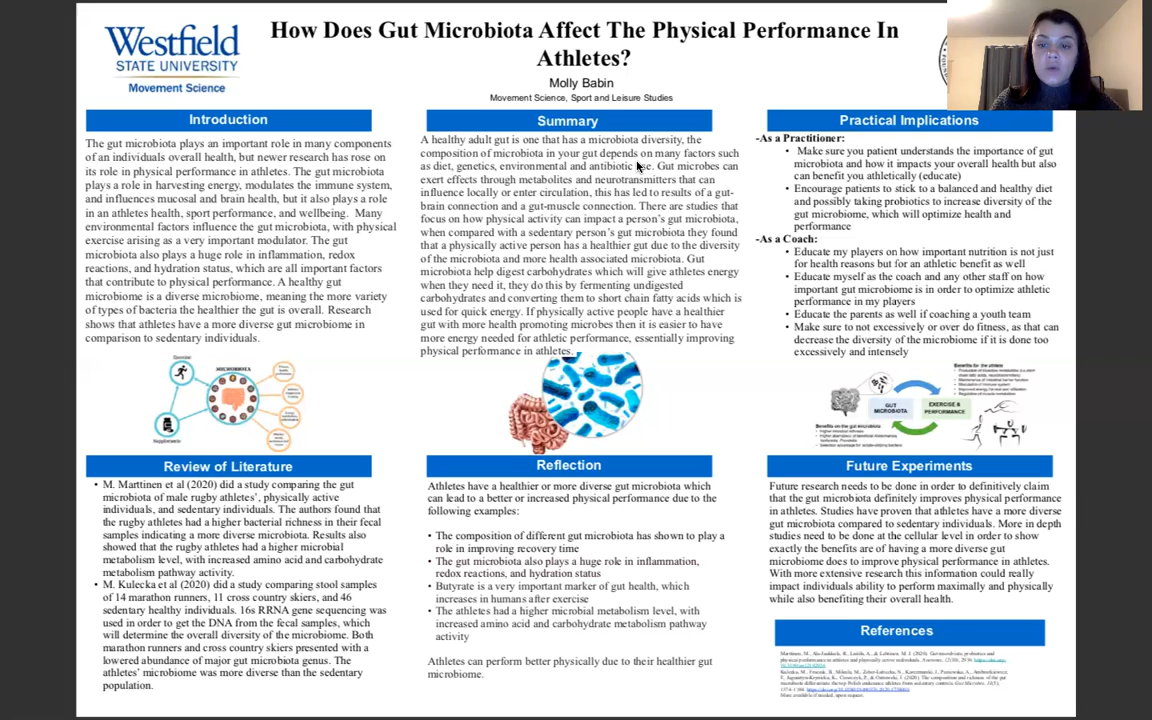 Westfield
STATE UNIVERSITY
Movement Science
How Does Gut Microbiota Affect The Physical Performance In
Athletes?
Molly Babin
Movement Science, Sport and Leisure Studies
Introduction
The gut microbiota plays an important role in many components
of an individuals overall health, but newer research has rose on
its role in physical performance in athletes. The gut microbiota
plays a role in harvesting energy, modulates the immune system,
and influences mucosal and brain health, but it also plays a role
in an athletes health, sport performance, and wellbeing. Many
environmental factors influence the gut microbiota, with physical
exercise arising as a very important modulator. The gut
microbiota also plays a huge role in inflammation, redox
reactions, and hydration status, which are all important factors
that contribute to physical performance. A healthy gut
microbiome is a diverse microbiome, meaning the more variety
of types of bacteria the healthier the gut is overall. Research
shows that athletes have a more diverse gut microbiome in
comparison to sedentary individuals.
MICROBIOTA
Exercise
Supplements
Review of Literature
• M. Marttinen et al (2020) did a study comparing the gut
microbiota of male rugby athletes', physically active
individuals, and sedentary individuals. The authors found that
the rugby athletes had a higher bacterial richness in their fecal
samples indicating a more diverse microbiota. Results also
showed that the rugby athletes had a higher microbial
metabolism level, with increased amino acid and carbohydrate
metabolism pathway activity.
• M. Kulecka et al (2020) did a study comparing stool samples
of 14 marathon runners, 11 cross country skiers, and 46
sedentary healthy individuals. 16s RRNA gene sequencing was
used in order to get the DNA from the fecal samples, which
will determine the overall diversity of the microbiome. Both
marathon runners and cross country skiers presented with a
lowered abundance of major gut microbiota genus. The
athletes' microbiome was more diverse than the sedentary
population.
Summary
A healthy adult gut is one that has a microbiota diversity, the
composition of microbiota in your gut depends on many factors such
as diet, genetics, environmental and antibiotic use. Gut microbes can
exert effects through metabolites and neurotransmitters that can
influence locally or enter circulation, this has led to results of a gut-
brain connection and a gut-muscle connection. There are studies that
focus on how physical activity can impact a person's gut microbiota,
when compared with a sedentary person's gut microbiota they found
that a physically active person has a healthier gut due to the diversity
of the microbiota and more health associated microbiota. Gut
microbiota help digest carbohydrates which will give athletes energy
when they need it, they do this by fermenting undigested
carbohydrates and converting them to short chain fatty acids which is
used for quick energy. If physically active people have a healthier
gut with more health promoting microbes then it is easier to have
more energy needed for athletic performance, essentially improving
physical performance in athletes.
Reflection
Athletes have a healthier or more diverse gut microbiota which
can lead to a better or increased physical performance due to the
following examples:
• The composition of different gut microbiota has shown to play a
role in improving recovery time
• The gut microbiota also plays a huge role in inflammation,
redox reactions, and hydration status
• Butyrate is a very important marker of gut health, which
increases in humans after exercise
• The athletes had a higher microbial metabolism level, with
increased amino acid and carbohydrate metabolism pathway
activity
Athletes can perform better physically due to their healthier gut
microbiome.
Practical Implications
-As a Practitioner:
• Make sure you patient understands the importance of gut
microbiota and how it impacts your overall health but also
can benefit you athletically (educate)
• Encourage patients to stick to a balanced and healthy diet
and possibly taking probiotics to increase diversity of the
gut microbiome, which will optimize health and
performance
-As a Coach:
• Educate my players on how important nutrition is not just
for health reasons but for an athletic benefit as well
• Educate myself as the coach and any other staff on how
important gut microbiome is in order to optimize athletic
performance in my players
• Educate the parents as well if coaching a youth team
• Make sure to not excessively or over do fitness, as that can
decrease the diversity of the microbiome if it is done too
excessively and intensely
Benefits for the athlete
GUT
MICROBIOTA
EXERCISE &
PERFORMANCE
Future Experiments
Future research needs to be done in order to definitively claim
that the gut microbiota definitely improves physical performance
in athletes. Studies have proven that athletes have a more diverse
gut microbiota compared to sedentary individuals. More in depth
studies need to be done at the cellular level in order to show
exactly the benefits are of having a more diverse gut
microbiome does to improve physical performance in athletes.
With more extensive research this information could really
impact individuals ability to perform maximally and physically
while also benefiting their overall health.
References
More available if needed, upon request.